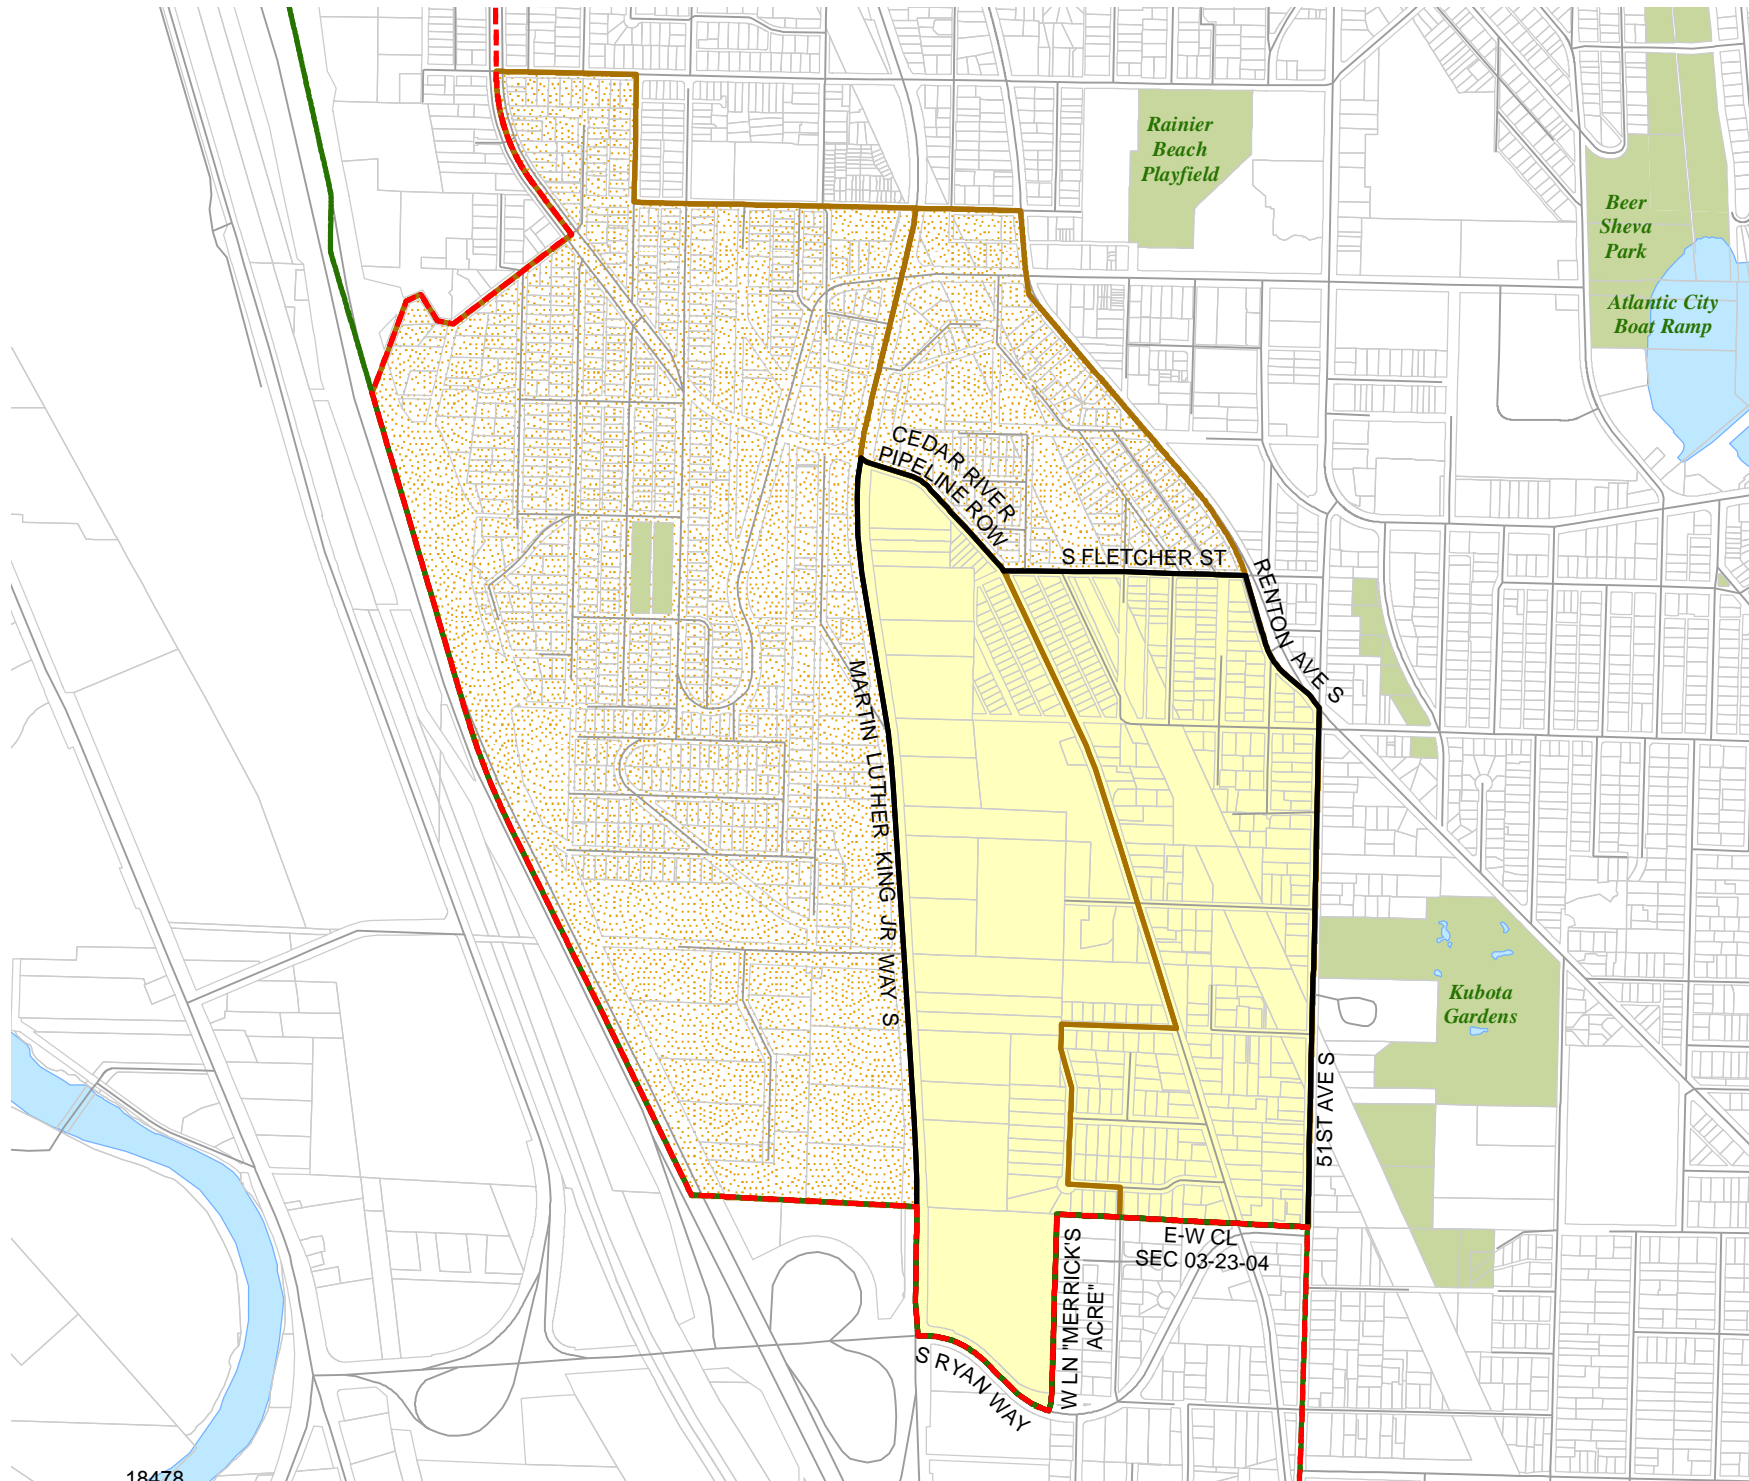 Rainier
Beach
Playfield
Beer
Sheva
Park
Atlantic City
Boat Ramp
CEDAR RIVER
PIPELINE ROW
S FLETCHER ST
RENTON AVE S
MARTIN LUTHER KING JR WAY S
Kubota
Gardens
51ST AVE S
E-W CL
SEC 03-23-04
W LN "MERRICK'S
ACRE"
S RYAN WAY
18478